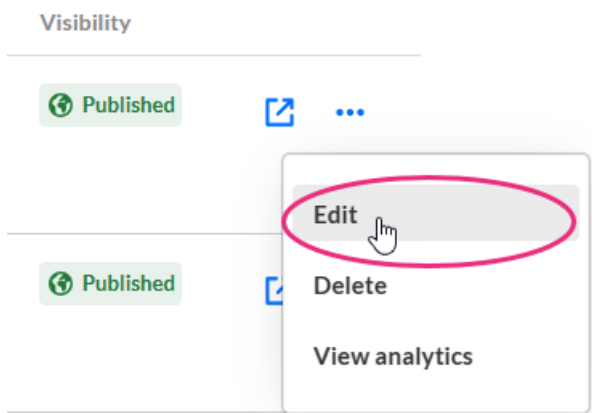 Visibility
Published
Edit
Published
Delete
View analytics